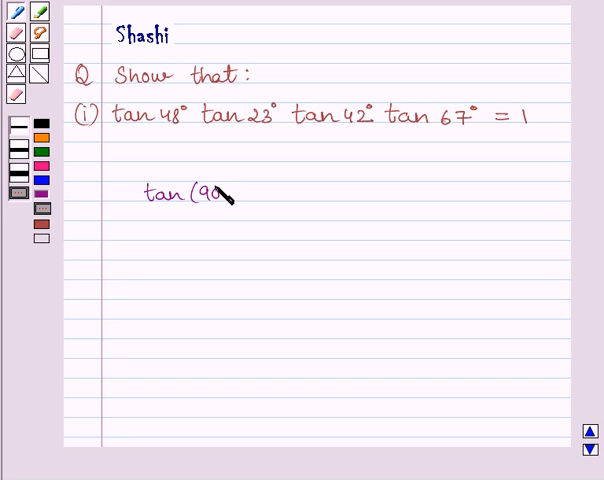 Shashi
Q Show that :
(i) tan 48° tan 23° tan 42° tan 67° = 1
tan (90